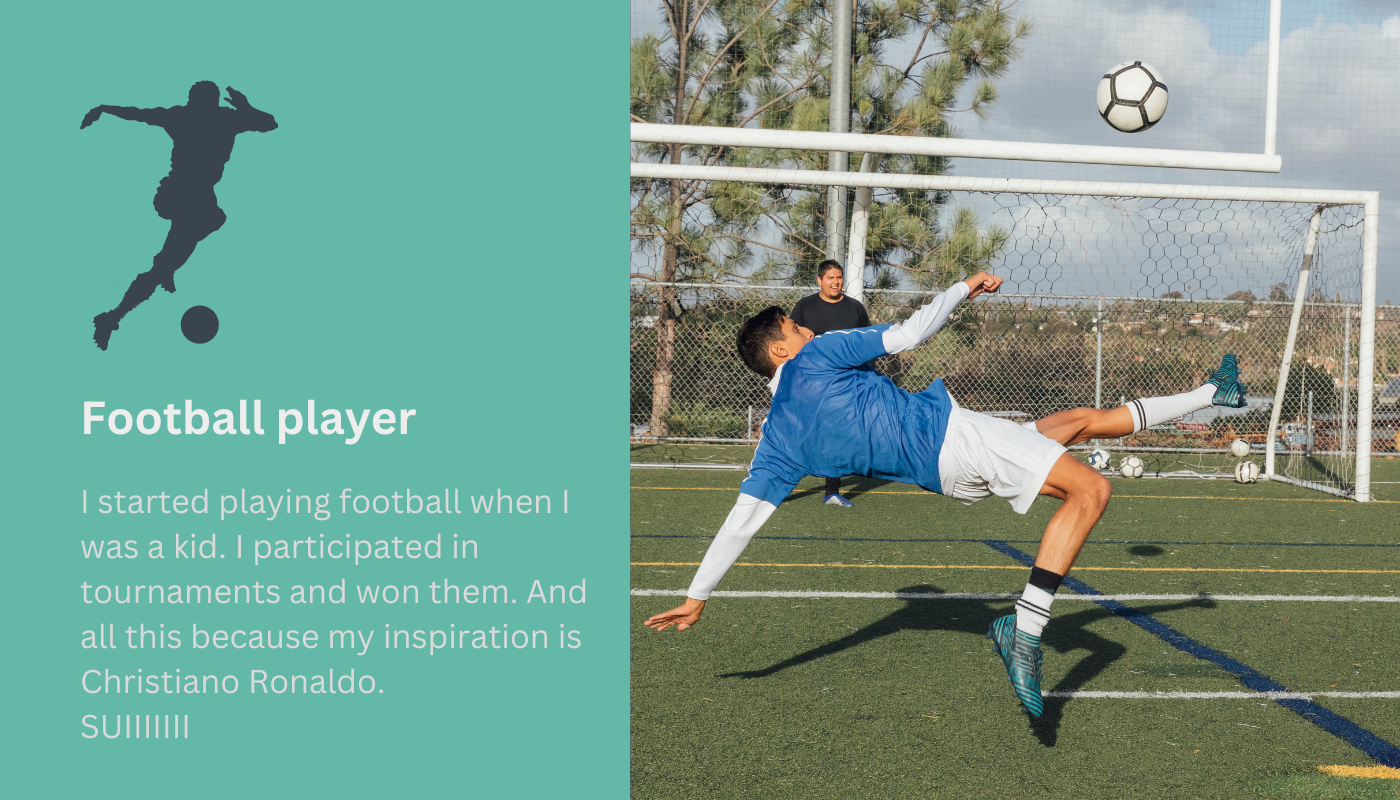 Football player
I started playing football when I
was a kid. I participated in
tournaments and won them. And
all this because my inspiration is
Christiano Ronaldo.
SUIIIIIII